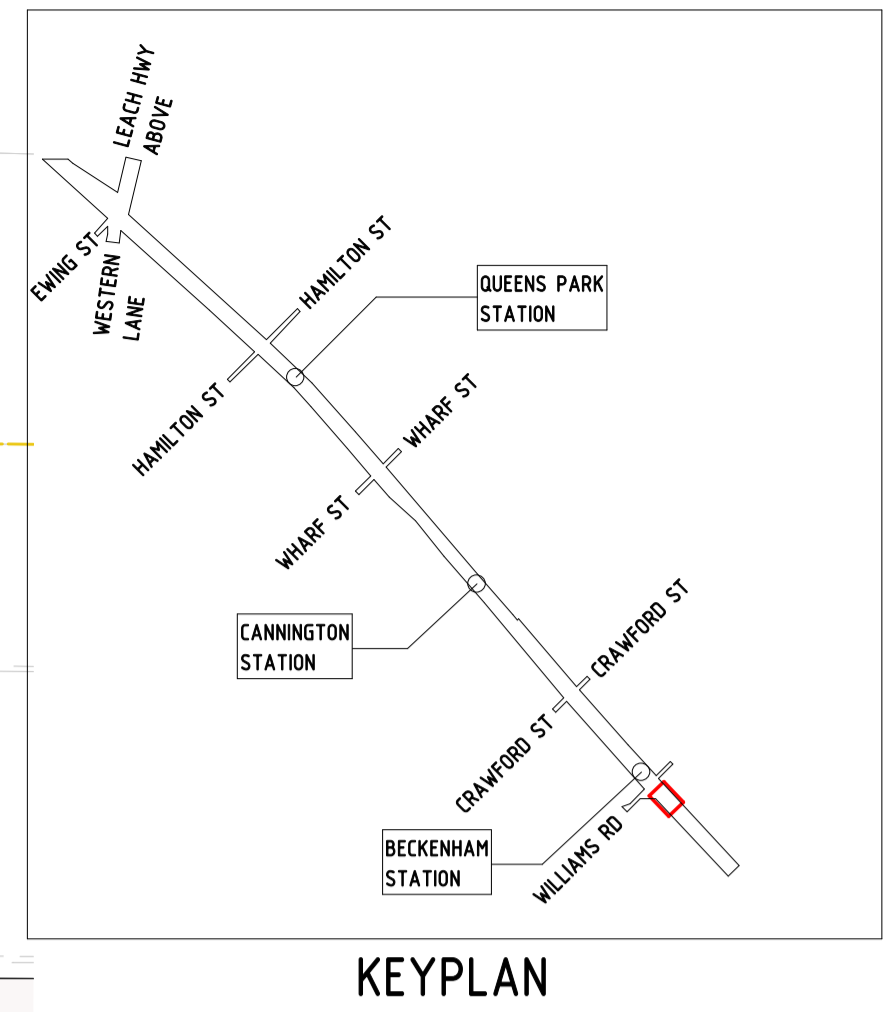 LEACH HWY
ABOVE
EWING ST
WESTERN
LANE
HAMILTON ST
HAMILTON ST
QUEENS PARK
STATION
WHARF ST
WHARF ST
CANNINGTON
STATION
CRAWFORD ST
CRAWFORD ST
BECKENHAM
STATION
WILLIAMS RD
KEYPLAN